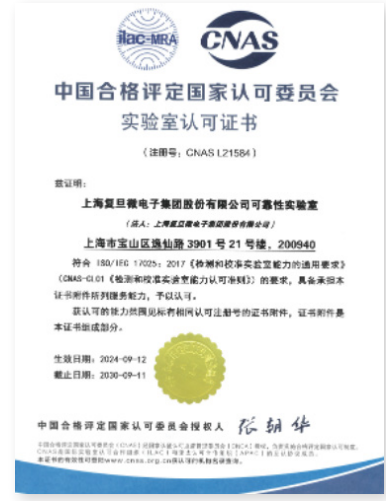 ilac-MRA
CNAS
中国合格评定国家认可委员会
实验室认可证书
(注册号:CNAS L21584)
兹证明:
上海复旦微电子集团股份有限公司可靠性实验室
(法人:上海复旦微电子集团股份有限公司)
上海市宝山区逸仙路 3901 号 21 号楼,200940
符合 ISO/IEC 17025:2017《检测和校准实验室能力的通用要求》
(CNAS-CL01《检测和校准实验室能力认可准则》)的要求,具备承担本
证书附件所列服务能力,予以认可。
获认可的能力范围见标有相同认可注册号的证书附件,证书附件是
本证书组成部分。
生效日期:2024-09-12
截止日期:2030-09-11
中国合格评定国家认可委员会授权人 张朝华